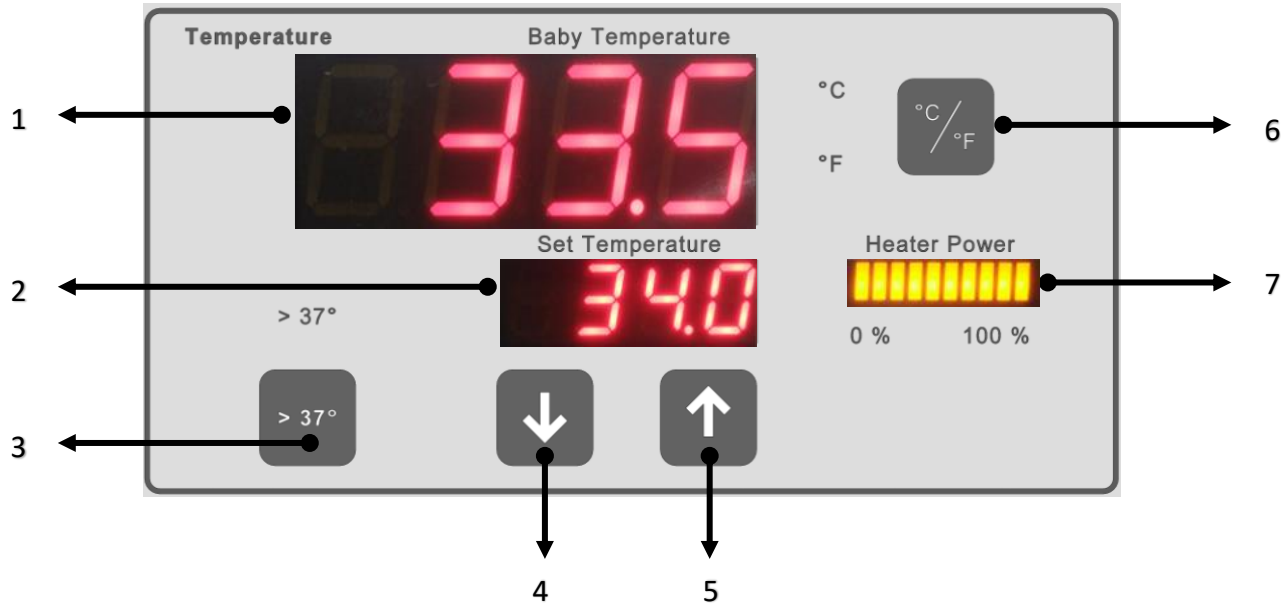 Temperature Baby Temperature
1
33.5
°C
°C/°F
6
°F
Set Temperature
Heater Power
2
34.0
7
> 37°
0 % 100 %
3
> 37°
4
5